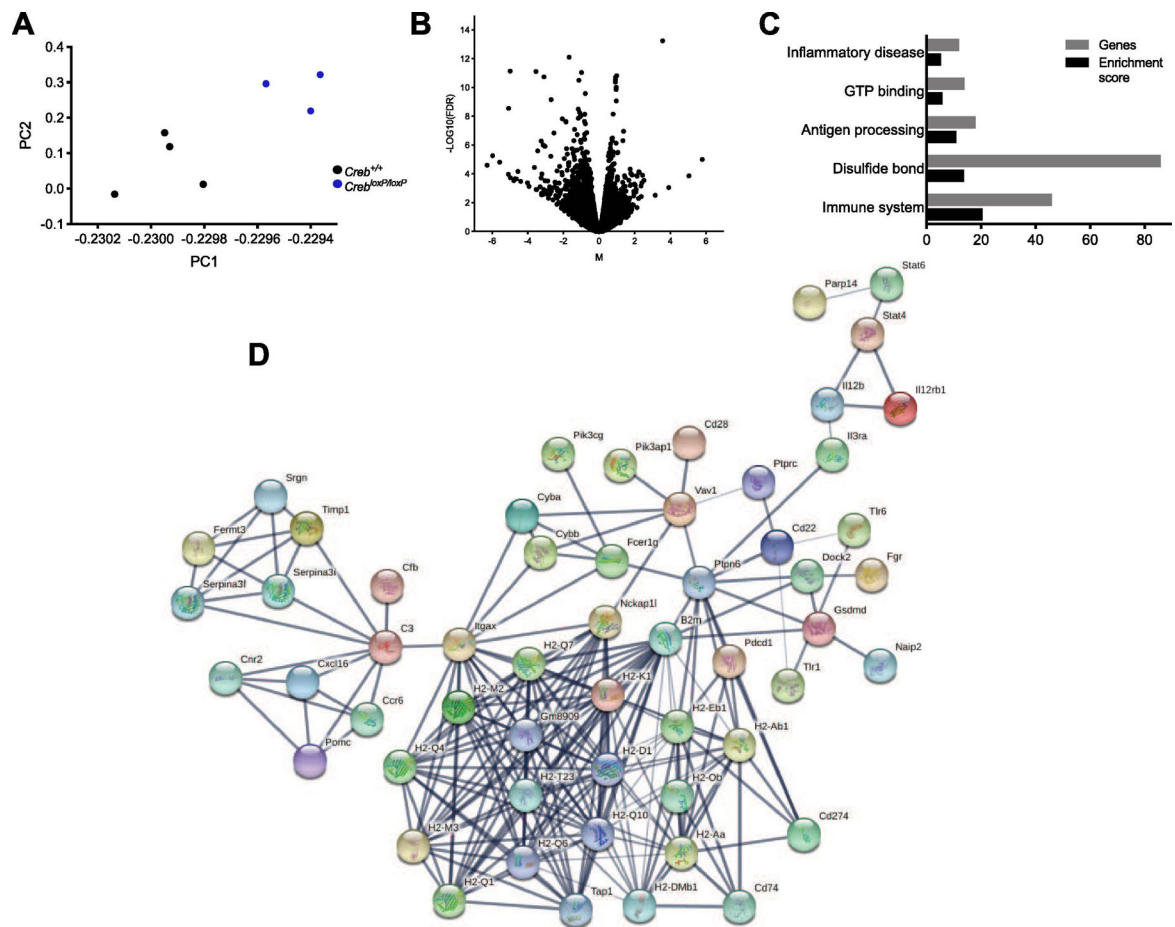 A
0.4
0.3
0.2
0.1
0.0
-0.1
PC2
-0.2302
-0.2300
-0.2298
-0.2296
-0.2294
PC1
Creb+/+
CrebloxP/loxP
B
14
12
10
8
6
4
2
0
-LOG10(FDR)
-6
-4
-2
0
2
4
6
M
C
Inflammatory disease
GTP binding
Antigen processing
Disulfide bond
Immune system
Genes
Enrichment
score
0
20
40
60
80
D
Stat6
Parp14
Stat4
Il12b
Il12rb1
Il3ra
Cd28
Pik3cg
Pik3ap1
Ptprc
Vav1
Srgn
Timp1
Cyba
Tlr6
Fermt3
Cybb
Fcer1g
Cd22
Dock2
Fgr
Serpina3f
Serpina3i
Cfb
Ptpn6
Nckap1l
Gsdmd
C3
Itgax
B2m
Pdcd1
Naip2
Cnr2
Cxcl16
H2-Q7
Tlr1
Ccr6
H2-M2
H2-K1
H2-Eb1
Gm8909
H2-Ab1
Pomc
H2-Q4
H2-D1
H2-T23
H2-Ob
H2-Q10
Cd274
H2-M3
H2-Q6
H2-Aa
H2-Q1
Tap1
H2-DMb1
Cd74